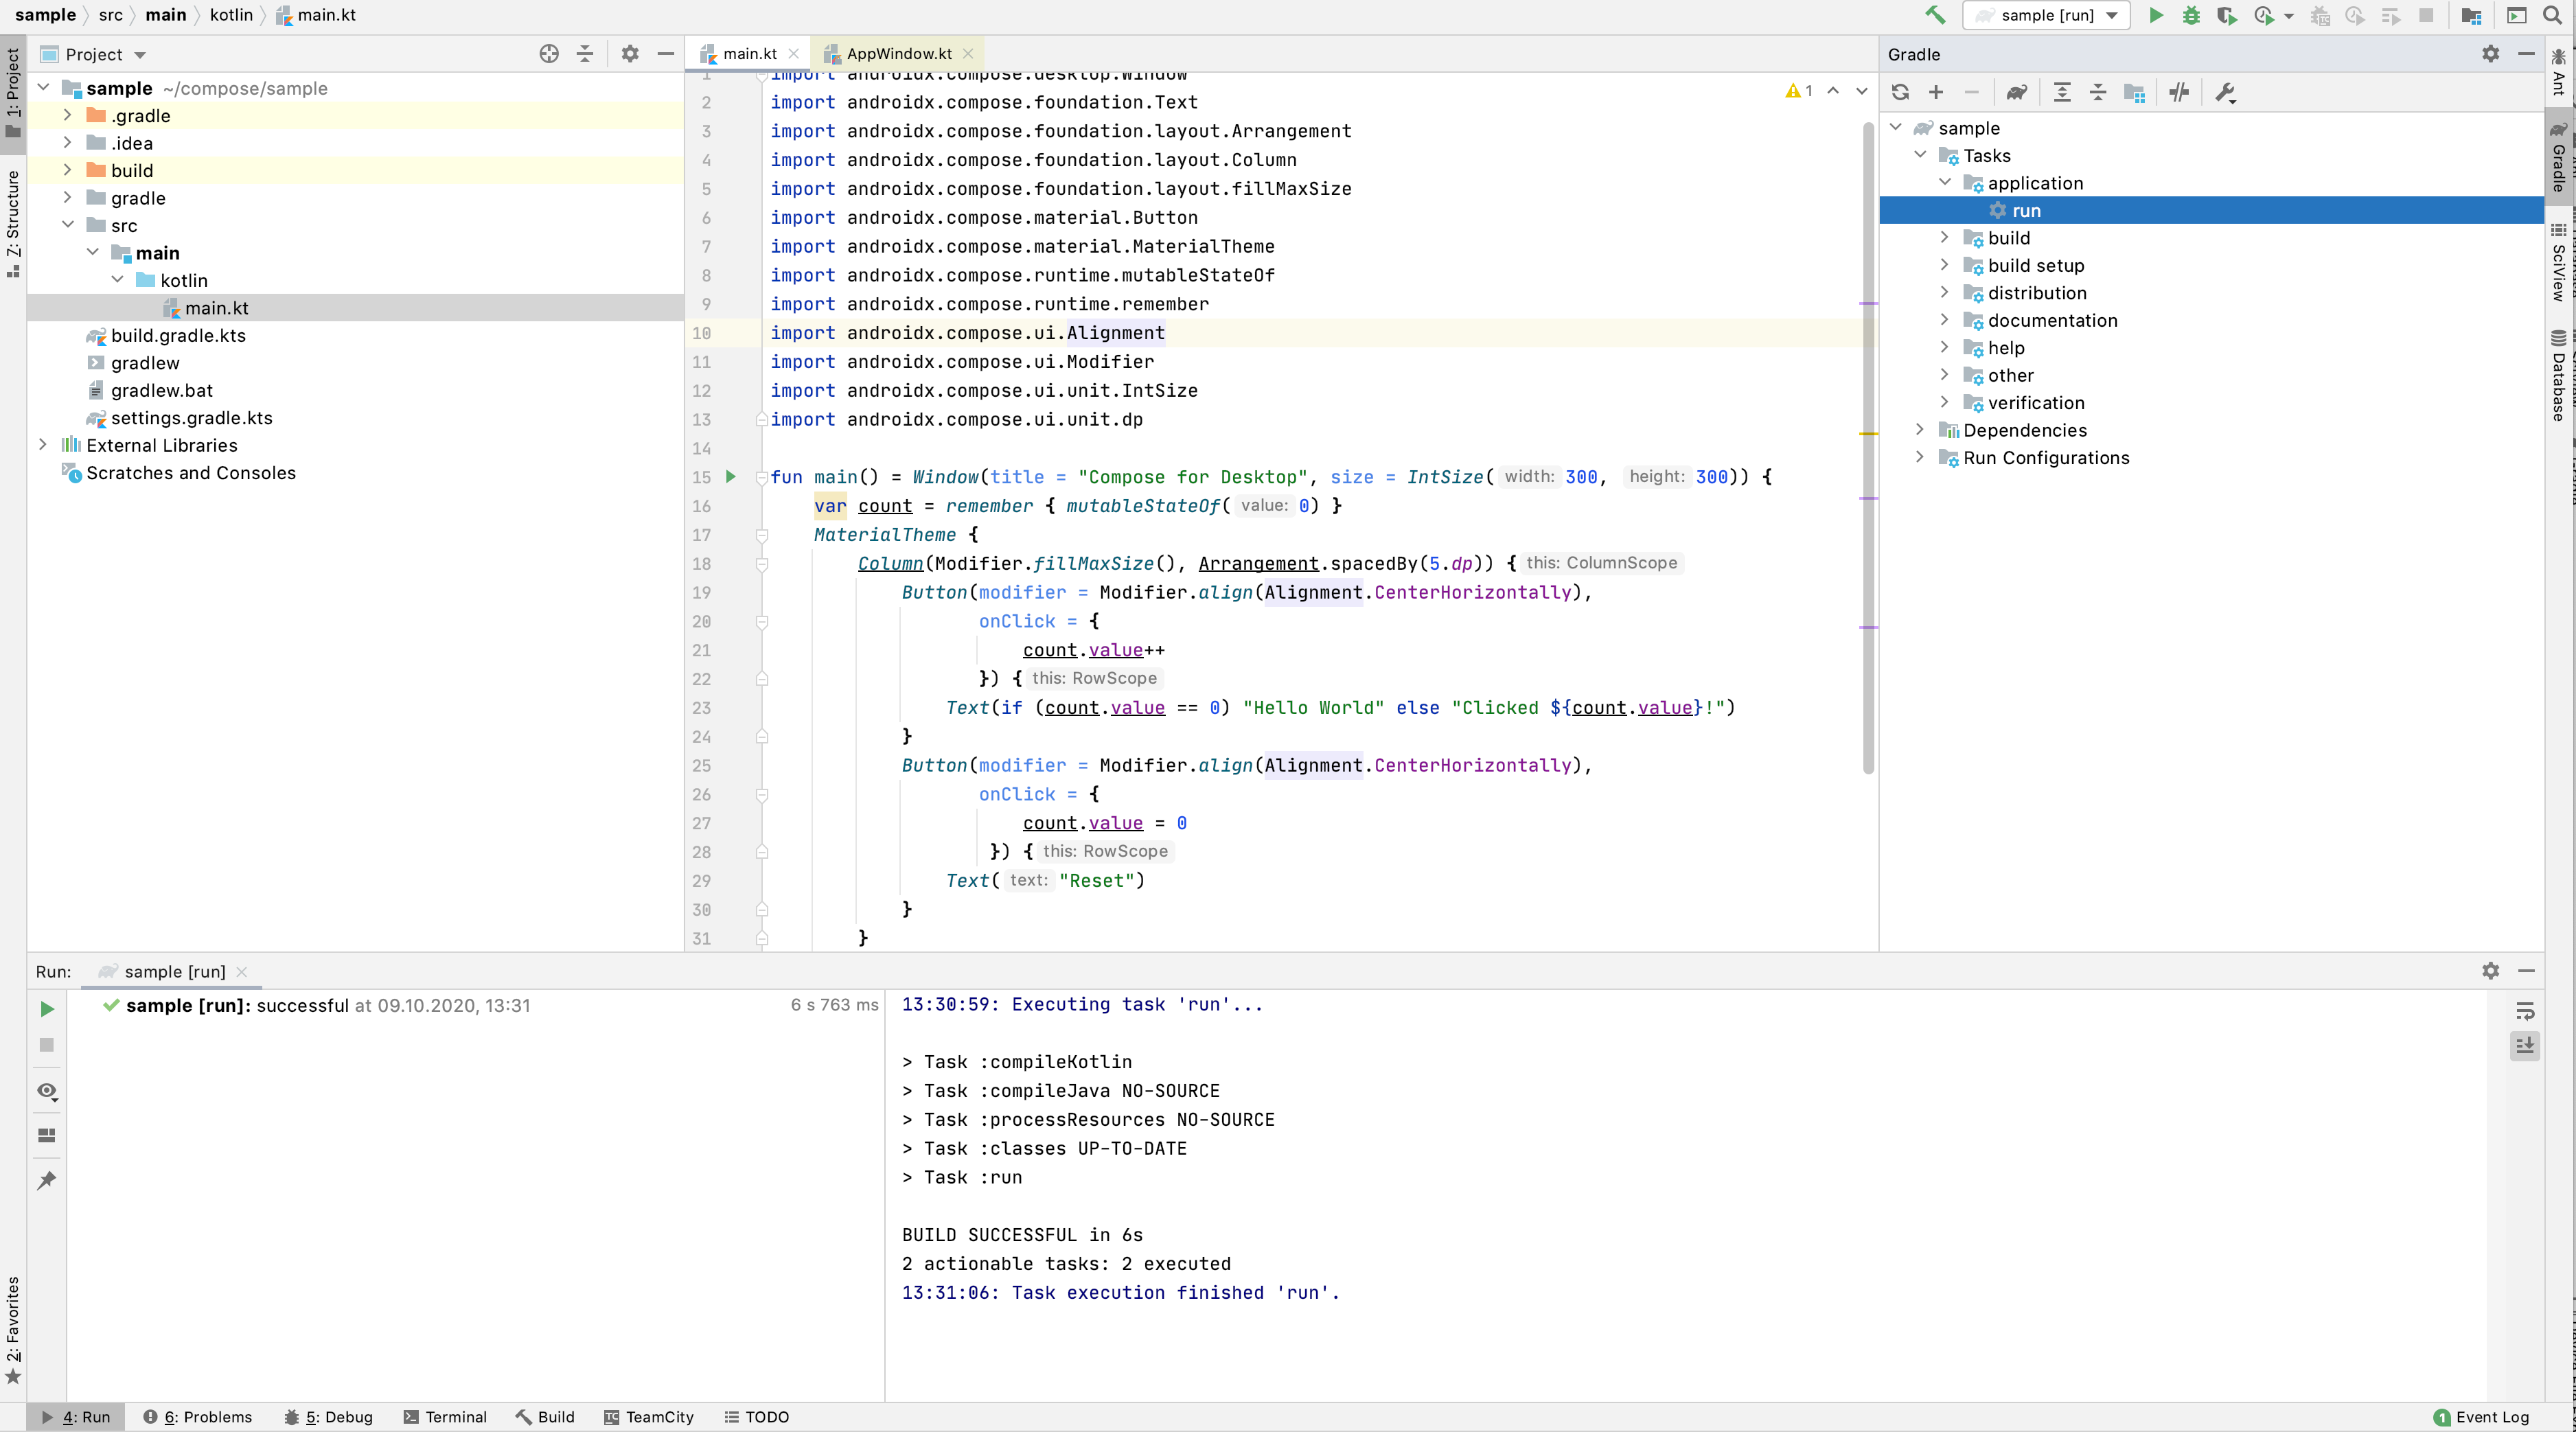 sample src main kotlin main.kt
sample [run]
1: Project
Z: Structure
2: Favorites
Project
sample ~/compose/sample
.gradle
.idea
build
gradle
src
main
kotlin
main.kt
build.gradle.kts
gradlew
gradlew.bat
settings.gradle.kts
External Libraries
Scratches and Consoles
main.kt AppWindow.kt
1 import androidx.compose.desktop.Window
2 import androidx.compose.foundation.Text
3 import androidx.compose.foundation.layout.Arrangement
4 import androidx.compose.foundation.layout.Column
5 import androidx.compose.foundation.layout.fillMaxSize
6 import androidx.compose.material.Button
7 import androidx.compose.material.MaterialTheme
8 import androidx.compose.runtime.mutableStateOf
9 import androidx.compose.runtime.remember
10 import androidx.compose.ui.Alignment
11 import androidx.compose.ui.Modifier
12 import androidx.compose.ui.unit.IntSize
13 import androidx.compose.ui.unit.dp
14
15 fun main() = Window(title = "Compose for Desktop", size = IntSize( width: 300, height: 300)) {
16 var count = remember { mutableStateOf( value: 0) }
17 MaterialTheme {
18 Column(Modifier.fillMaxSize(), Arrangement.spacedBy(5.dp)) { this: ColumnScope
19 Button(modifier = Modifier.align(Alignment.CenterHorizontally),
20 onClick = {
21 count.value++
22 }) { this: RowScope
23 Text(if (count.value == 0) "Hello World" else "Clicked ${count.value}!")
24 }
25 Button(modifier = Modifier.align(Alignment.CenterHorizontally),
26 onClick = {
27 count.value = 0
28 }) { this: RowScope
29 Text( text: "Reset")
30 }
31 }
1
Gradle
sample
Tasks
application
run
build
build setup
distribution
documentation
help
other
verification
Dependencies
Run Configurations
Ant
Gradle
SciView
Database
Run: sample [run]
sample [run]: successful at 09.10.2020, 13:31 6 s 763 ms
13:30:59: Executing task 'run'...
> Task :compileKotlin
> Task :compileJava NO-SOURCE
> Task :processResources NO-SOURCE
> Task :classes UP-TO-DATE
> Task :run
BUILD SUCCESSFUL in 6s
2 actionable tasks: 2 executed
13:31:06: Task execution finished 'run'.
4: Run 6: Problems 5: Debug Terminal Build TeamCity TODO
1 Event Log